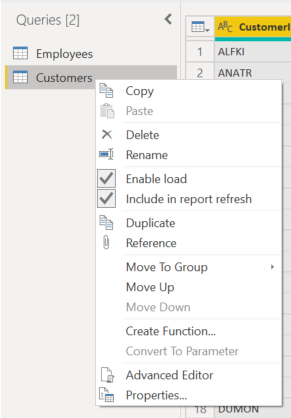 Queries [2]
Employees
Customers
Copy
Paste
Delete
Rename
Enable load
Include in report refresh
Duplicate
Reference
Move To Group
Move Up
Move Down
Create Function...
Convert To Parameter
Advanced Editor
Properties...
ABC CustomerI
1 ALFKI
2 ANATR
18 DUMON